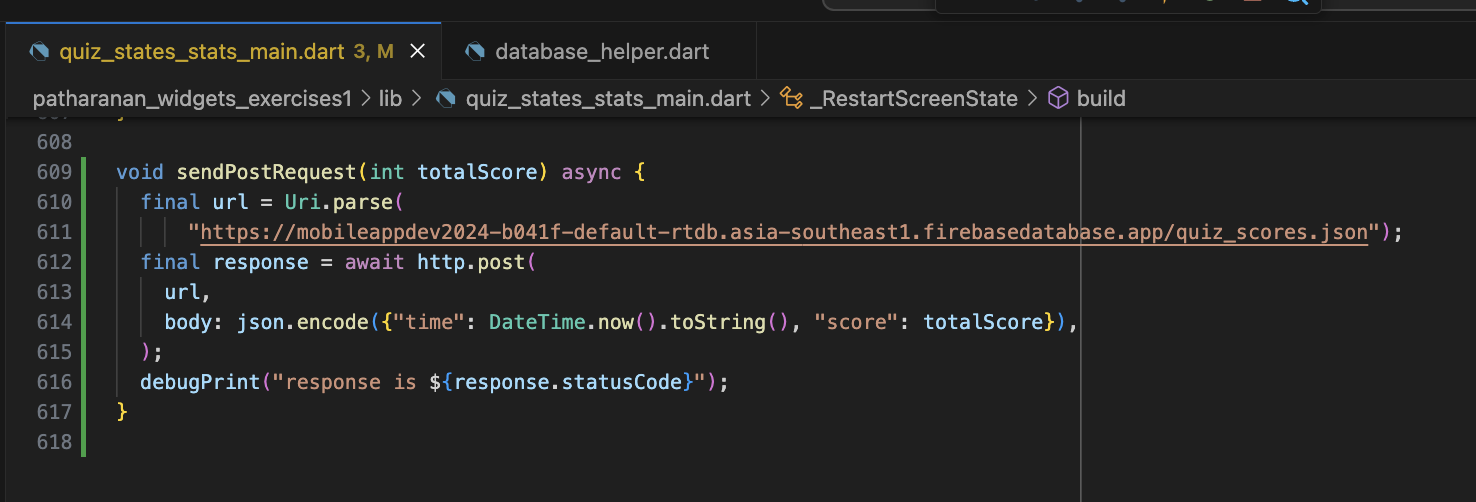 quiz_states_stats_main.dart 3, M
database_helper.dart
patharanan_widgets_exercises1 > lib > quiz_states_stats_main.dart > _RestartScreenState > build
608
609 void sendPostRequest(int totalScore) async {
610 final url = Uri.parse(
611 "https://mobileappdev2024-b041f-default-rtdb.asia-southeast1.firebasedatabase.app/quiz_scores.json");
612 final response = await http.post(
613 url,
614 body: json.encode({"time": DateTime.now().toString(), "score": totalScore}),
615 );
616 debugPrint("response is ${response.statusCode}");
617 }
618